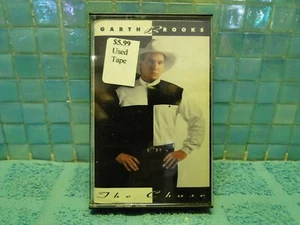 GARTH BROOKS
$5.99
Used
Tape
The Chase